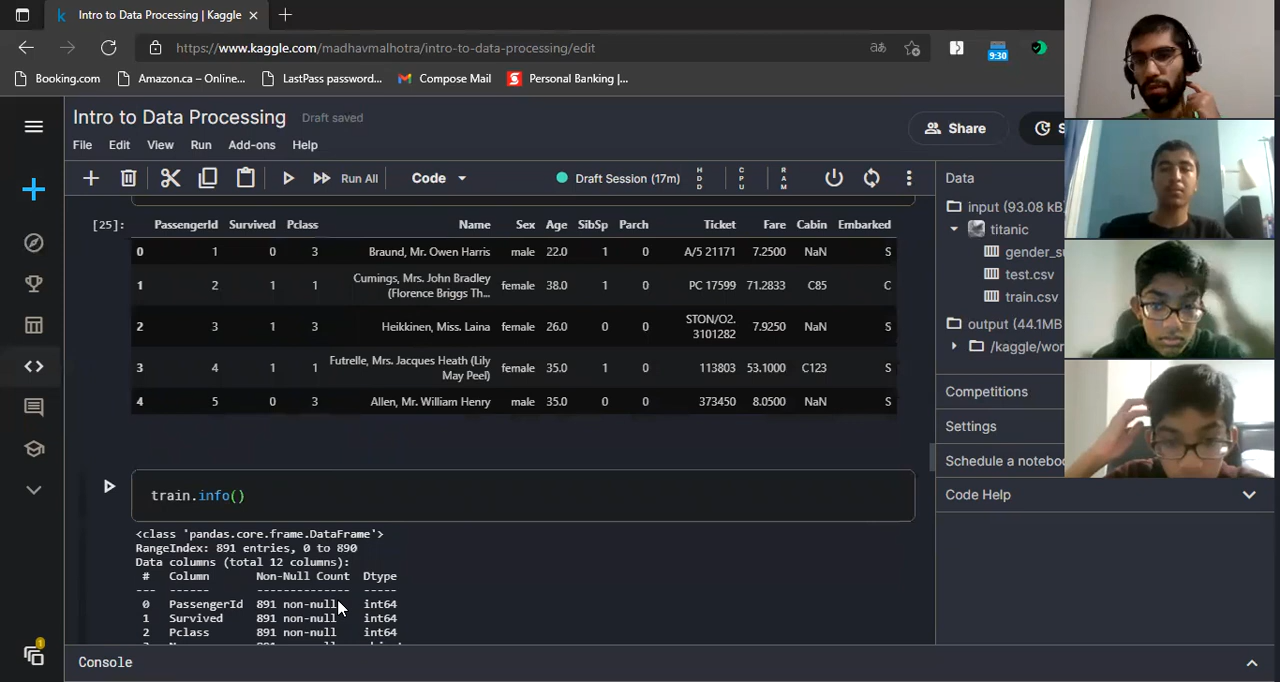 Intro to Data Processing | Kaggle
https://www.kaggle.com/madhavmalhotra/intro-to-data-processing/edit
9:30
Booking.com
Amazon.ca – Online...
LastPass password...
Compose Mail
Personal Banking |...
Intro to Data Processing
Draft saved
Share
File Edit View Run Add-ons Help
Run All
Code
Draft Session (17m)
HDD
CPU
RAM
[25]: PassengerId Survived Pclass Name Sex Age SibSp Parch Ticket Fare Cabin Embarked
0 1 0 3 Braund, Mr. Owen Harris male 22.0 1 0 A/5 21171 7.2500 NaN S
1 2 1 1 Cumings, Mrs. John Bradley (Florence Briggs Th... female 38.0 1 0 PC 17599 71.2833 C85 C
2 3 1 3 Heikkinen, Miss. Laina female 26.0 0 0 STON/O2. 3101282 7.9250 NaN S
3 4 1 1 Futrelle, Mrs. Jacques Heath (Lily May Peel) female 35.0 1 0 113803 53.1000 C123 S
4 5 0 3 Allen, Mr. William Henry male 35.0 0 0 373450 8.0500 NaN S
train.info()
<class 'pandas.core.frame.DataFrame'>
RangeIndex: 891 entries, 0 to 890
Data columns (total 12 columns):
# Column Non-Null Count Dtype
--- ------ -------------- -----
0 PassengerId 891 non-null int64
1 Survived 891 non-null int64
2 Pclass 891 non-null int64
Console
Data
input (93.08 kB
titanic
gender_su
test.csv
train.csv
output (44.1MB
/kaggle/wor
Competitions
Settings
Schedule a noteboo
Code Help
1